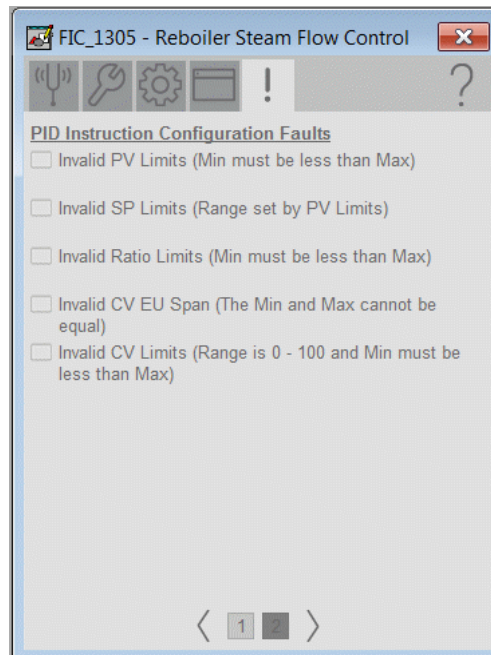 FIC_1305 - Reboiler Steam Flow Control
PID Instruction Configuration Faults
Invalid PV Limits (Min must be less than Max)
Invalid SP Limits (Range set by PV Limits)
Invalid Ratio Limits (Min must be less than Max)
Invalid CV EU Span (The Min and Max cannot be
equal)
Invalid CV Limits (Range is 0 - 100 and Min must be
less than Max)
1 2